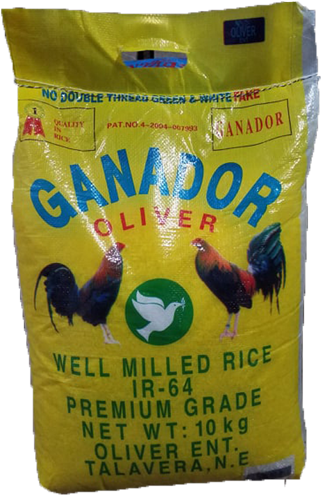 OLIVER
NO DOUBLE THREAD GREEN & WHITE FAKE
1
QUALITY
IN
RICE
PAT.NO.4-2004-007993
GANADOR
GANADOR
OLIVER
WELL MILLED RICE
IR-64
PREMIUM GRADE
NET WT: 10 kg
OLIVER ENT.
TALAVERA, N.E